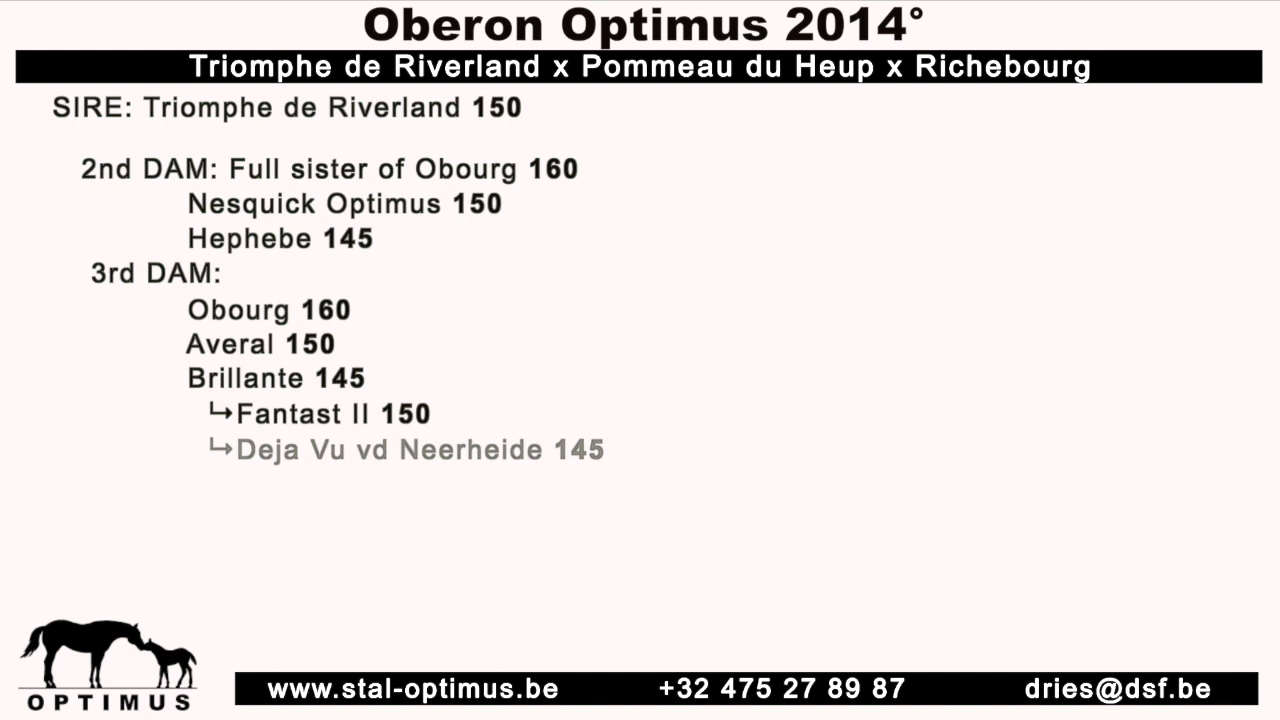 Oberon Optimus 2014°
Triomphe de Riverland x Pommeau du Heup x Richebourg
SIRE: Triomphe de Riverland 150
2nd DAM: Full sister of Obourg 160
Nesquick Optimus 150
Hephebe 145
3rd DAM:
Obourg 160
Averal 150
Brillante 145
↳Fantast II 150
↳Deja Vu vd Neerheide 145
OPTIMUS
www.stal-optimus.be +32 475 27 89 87 dries@dsf.be